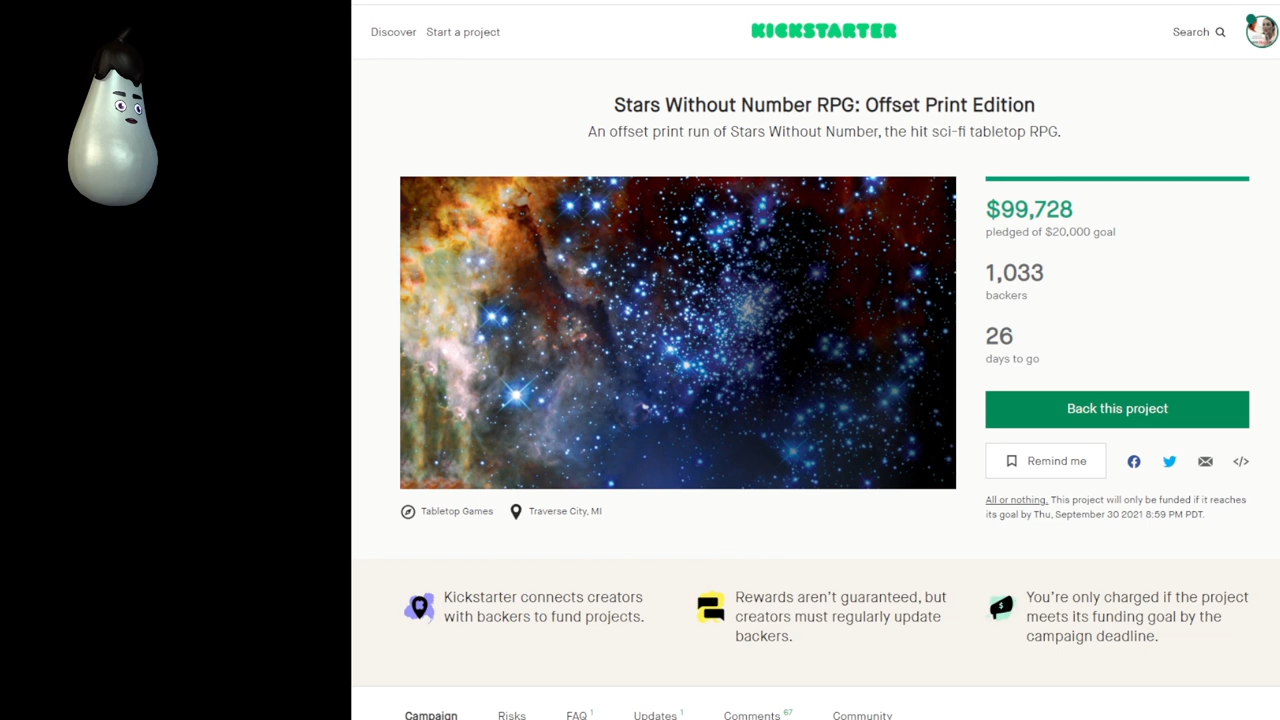 Discover Start a project KICKSTARTER Search
Stars Without Number RPG: Offset Print Edition
An offset print run of Stars Without Number, the hit sci-fi tabletop RPG.
$99,728
pledged of $20,000 goal
1,033
backers
26
days to go
Back this project
Remind me
All or nothing. This project will only be funded if it reaches
its goal by Thu, September 30 2021 8:59 PM PDT.
Tabletop Games Traverse City, MI
Kickstarter connects creators
with backers to fund projects.
Rewards aren't guaranteed, but
creators must regularly update
backers.
You're only charged if the project
meets its funding goal by the
campaign deadline.
Campaign Risks FAQ 1 Updates 1 Comments 67 Community